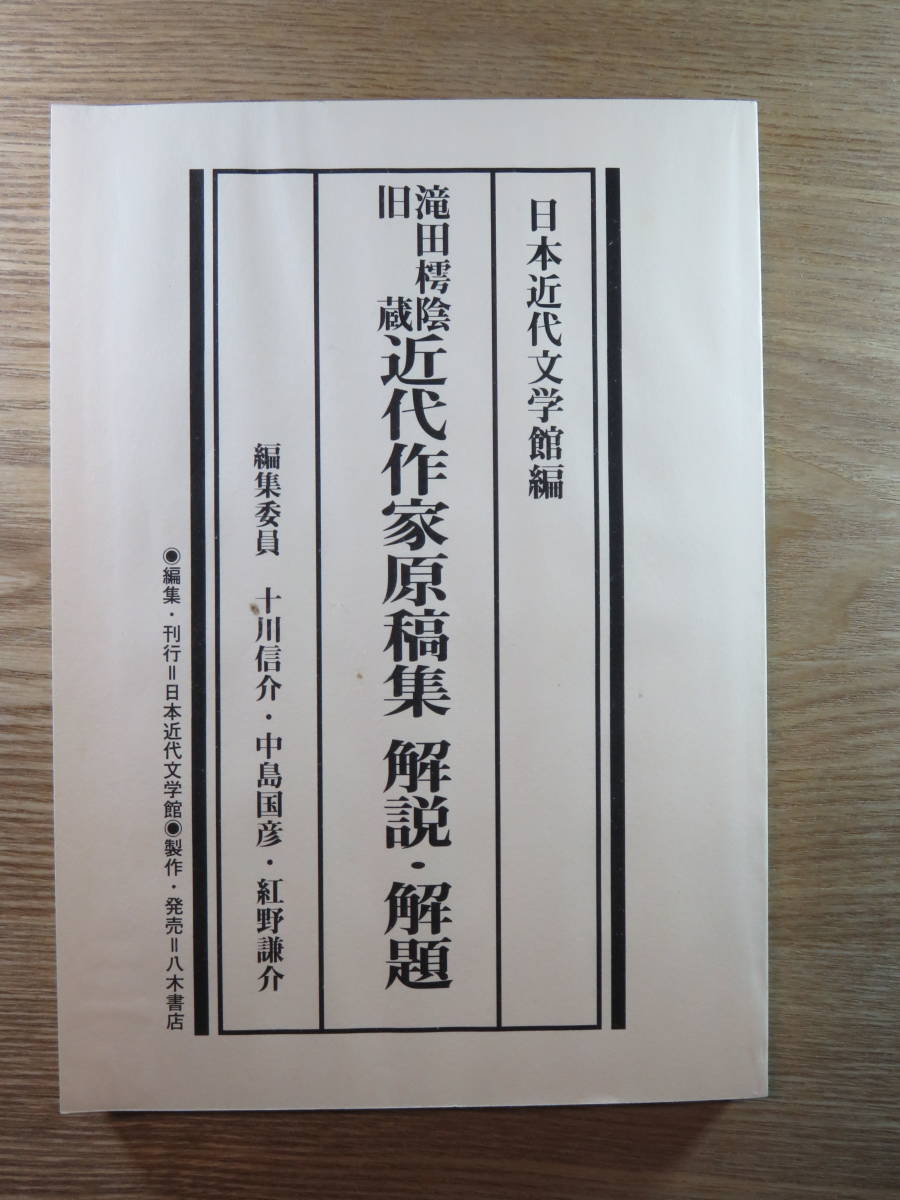 日本近代文学館編
滝田樗陰
旧蔵
近代作家原稿集 解説・解題
編集委員 十川信介・中島国彦・紅野謙介
◉編集・刊行=日本近代文学館◉製作・発売=八木書店